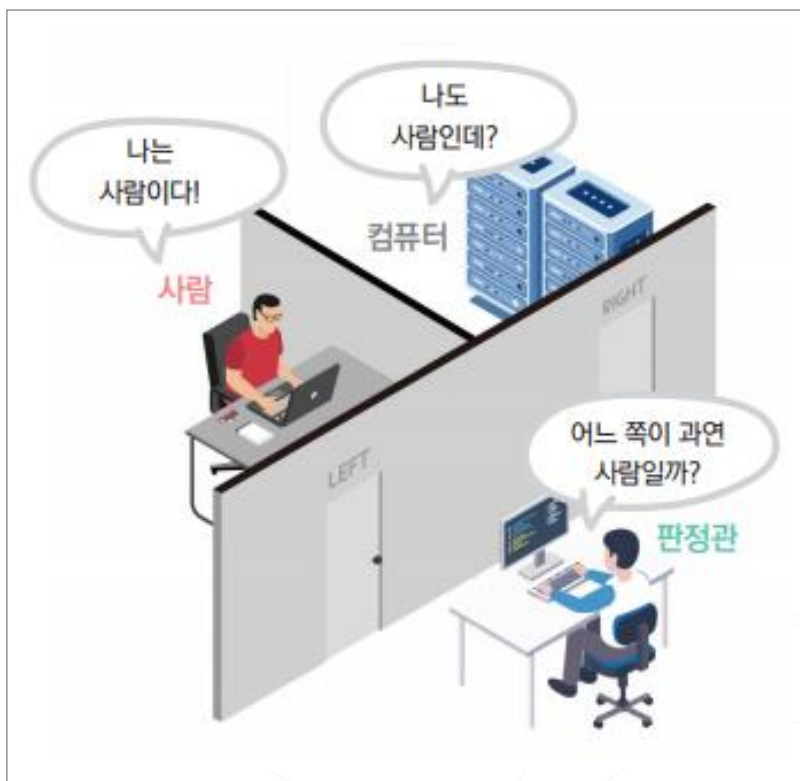 나도
사람인데?
나는
사람이다!
컴퓨터
사람
RIGHT
어느 쪽이 과연
사람일까?
LEFT
판정관